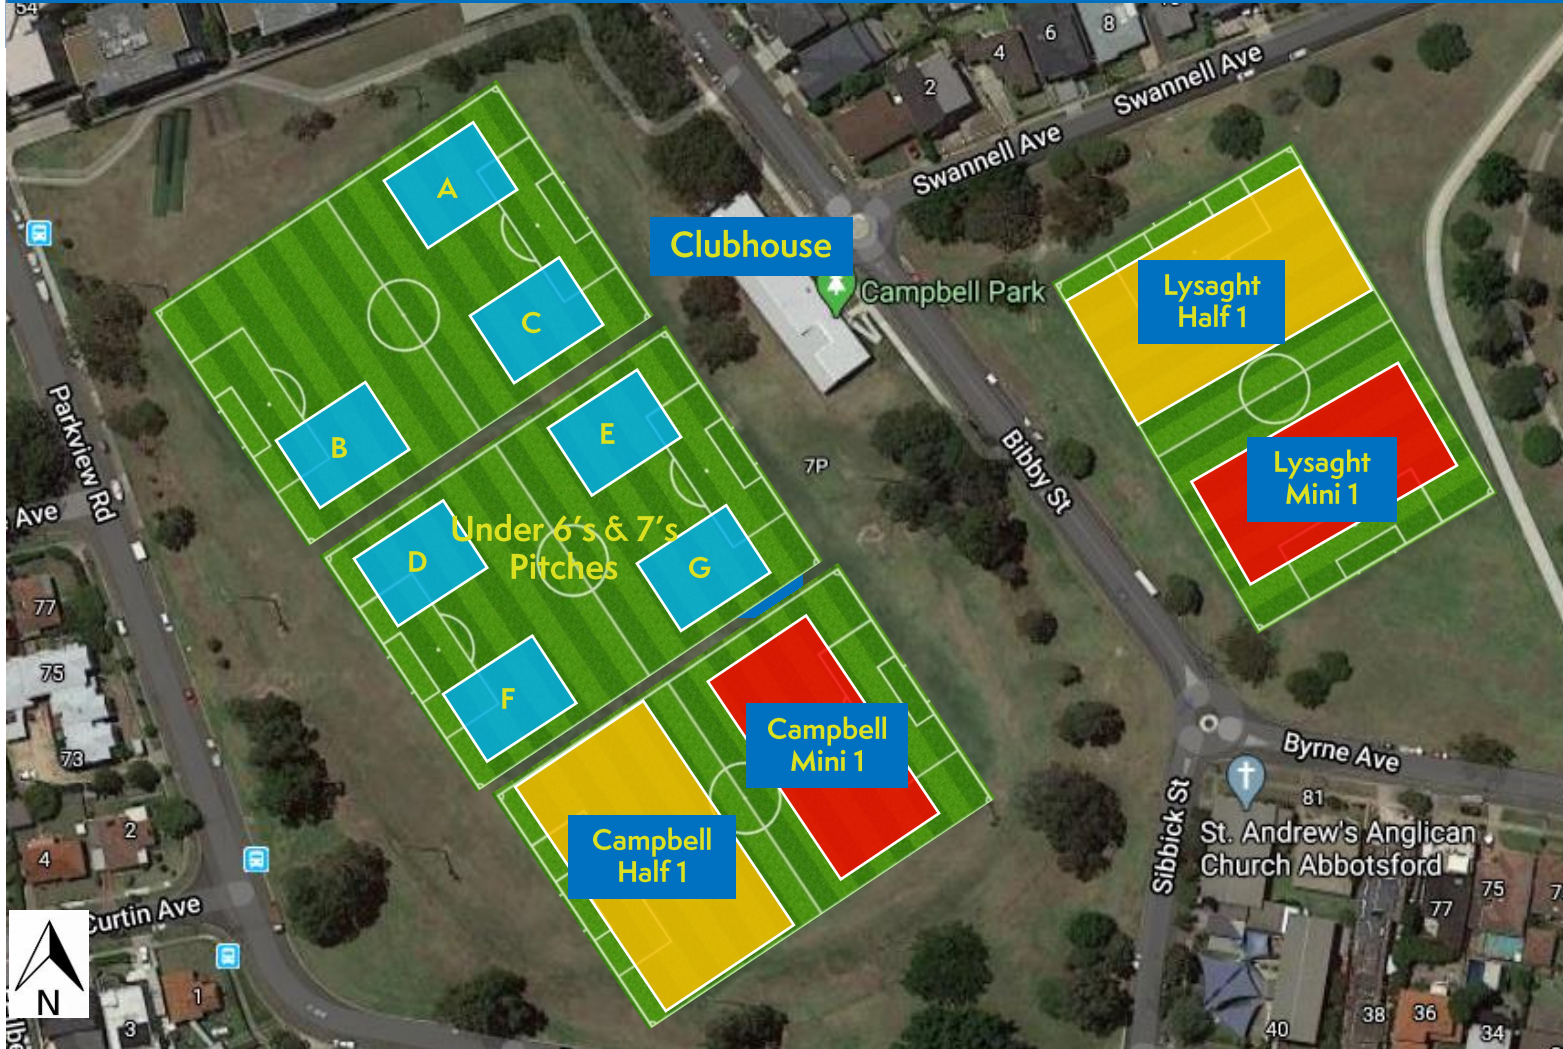 54
8
6
4
2
Swannell Ave
Swannell Ave
A
Clubhouse
Campbell Park
C
Lysaght
Half 1
Parkview Rd
B
E
7P
Bibby St
Lysaght
Mini 1
Ave
Under 6's & 7's
Pitches
D
G
77
75
73
F
Campbell
Mini 1
Byrne Ave
81
St. Andrew's Anglican
Church Abbotsford
Sibbick St
2
4
Campbell
Half 1
Curtin Ave
75
77
N
1
3
40
38
36
34